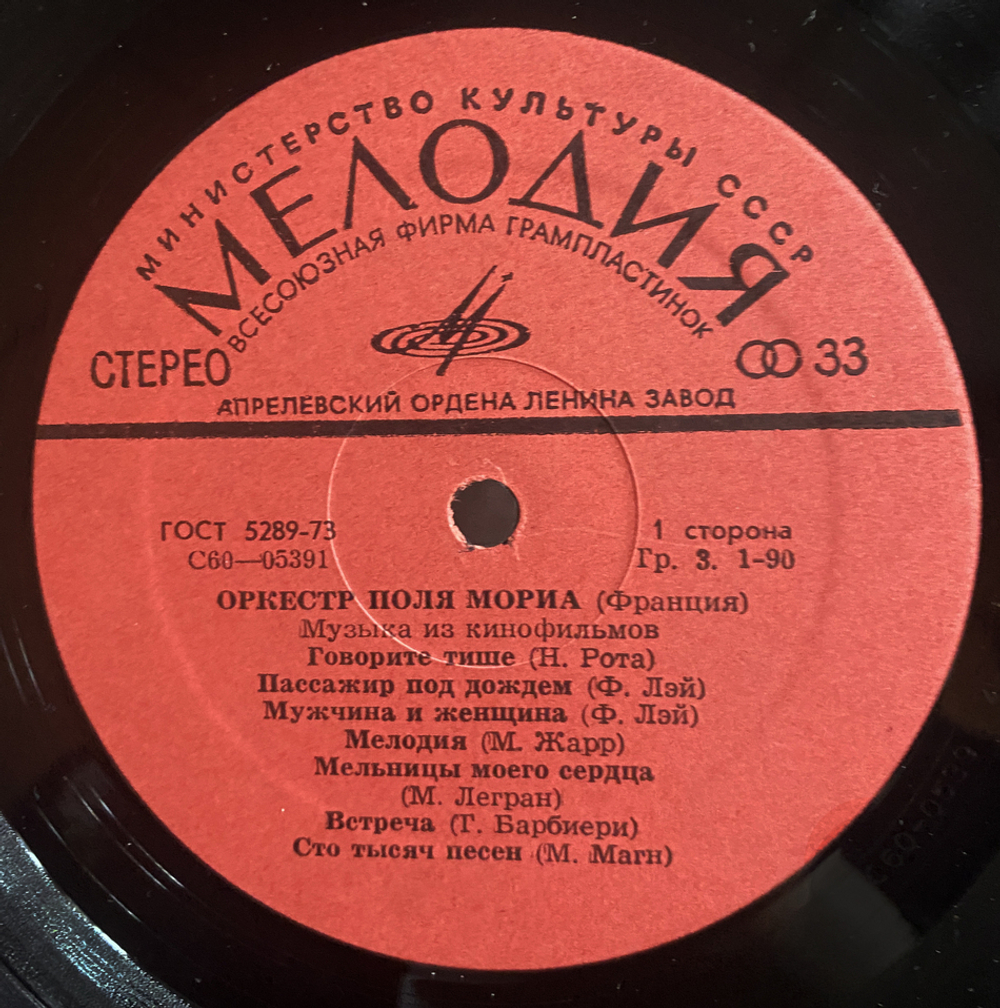 МИНИСТЕРСТВО КУЛЬТУРЫ СССР
МЕЛОДИЯ
ВСЕСОЮЗНАЯ ФИРМА ГРАМПЛАСТИНОК
СТЕРЕО
33
АПРЕЛЕВСКИЙ ОРДЕНА ЛЕНИНА ЗАВОД
ГОСТ 5289-73
1 сторона
С60—05391
Гр. 3. 1-90
ОРКЕСТР ПОЛЯ МОРИА (Франция)
Музыка из кинофильмов
Говорите тише (Н. Рота)
Пассажир под дождем (Ф. Лэй)
Мужчина и женщина (Ф. Лэй)
Мелодия (М. Жарр)
Мельницы моего сердца
(М. Легран)
Встреча (Г. Барбиери)
Сто тысяч песен (М. Магн)